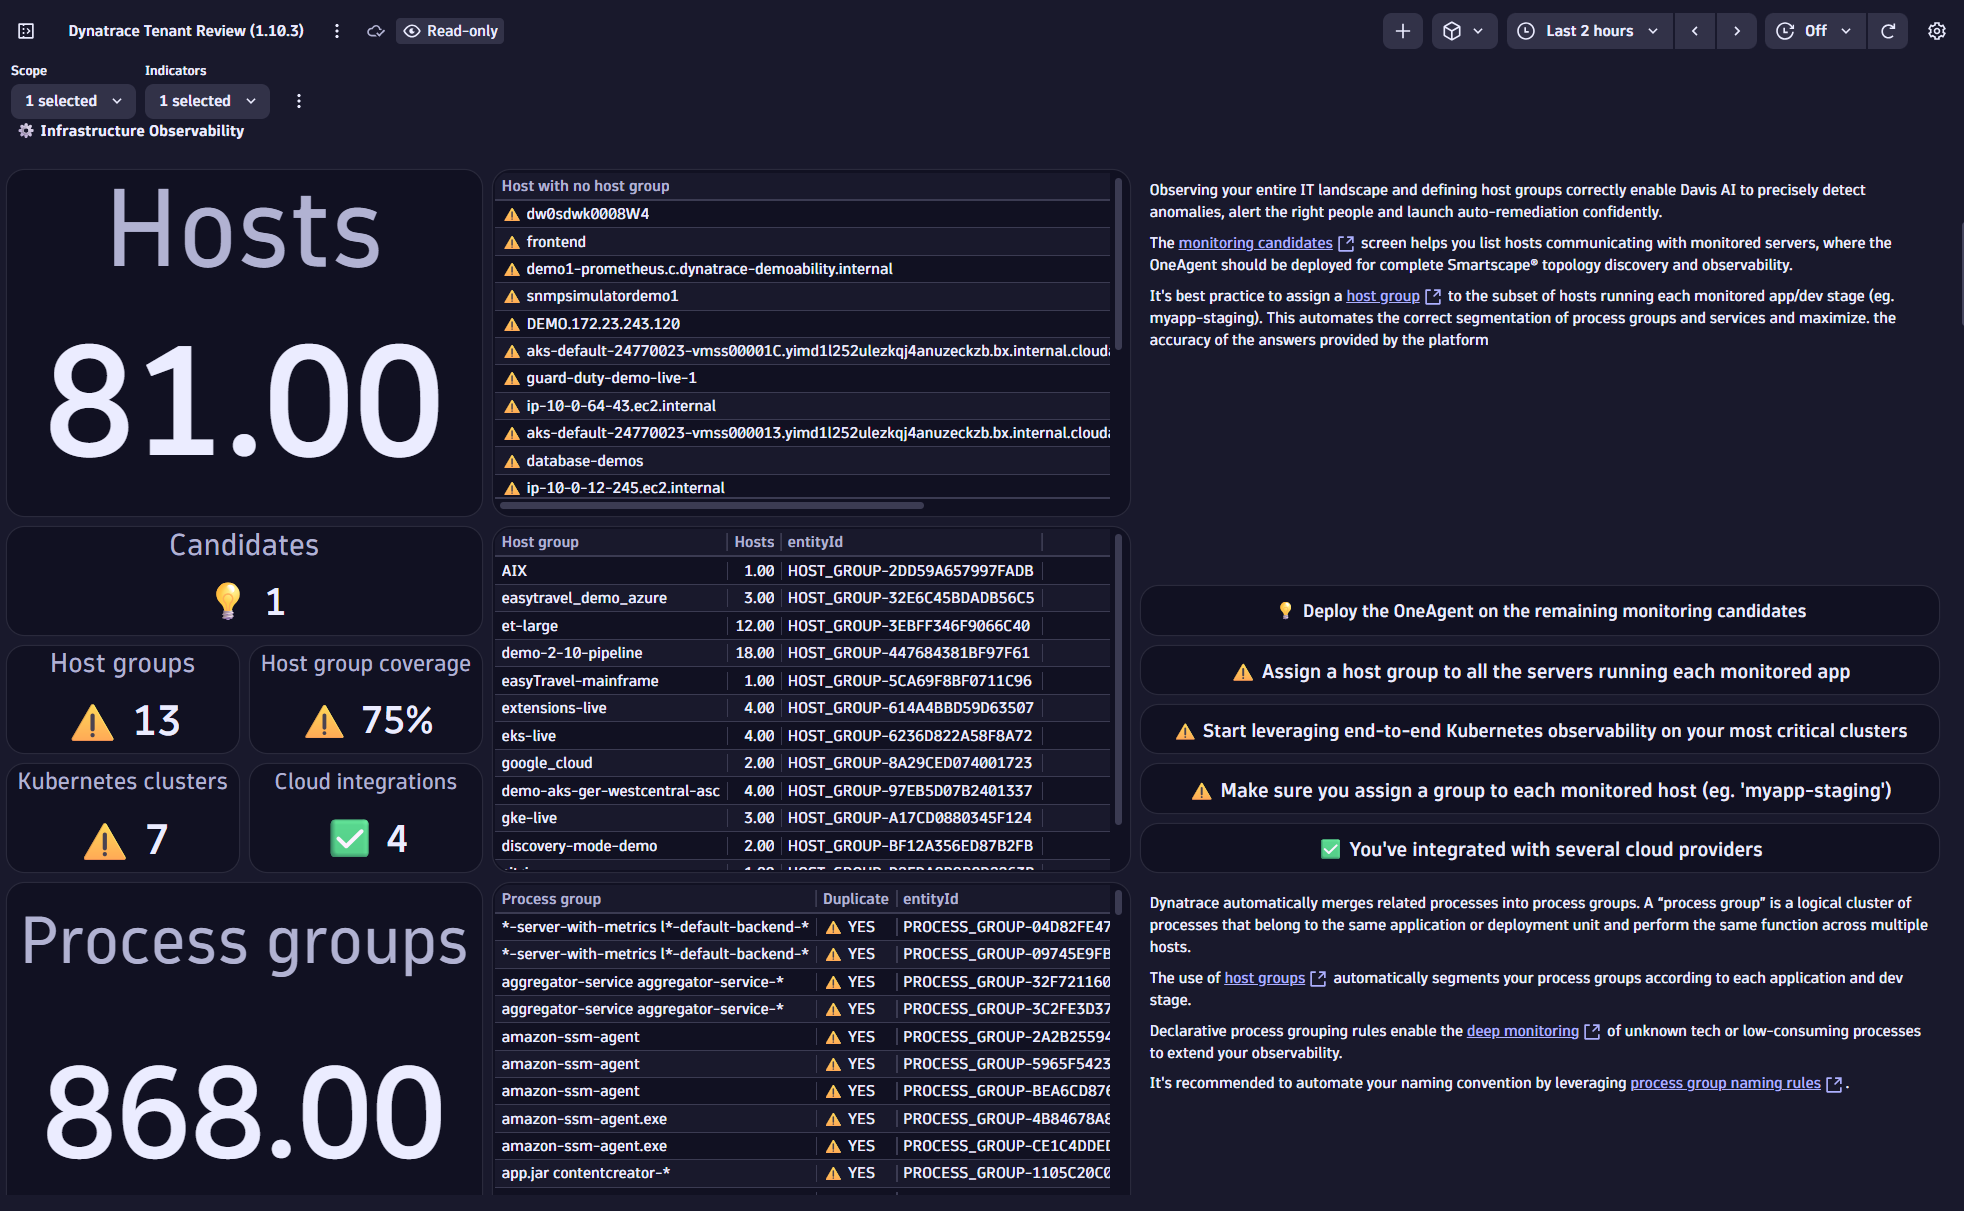 Dynatrace Tenant Review (1.10.3)
Read-only
Last 2 hours
Off
Scope
Indicators
1 selected
1 selected
Infrastructure Observability
Hosts
81.00
Host with no host group
dw0sdwk0008W4
frontend
demo1-prometheus.c.dynatrace-demoability.internal
snmpsimulatordemo1
DEMO.172.23.243.120
aks-default-24770023-vmss00001C.yimd1l252ulezkqj4anuzeckzb.bx.internal.clouda
guard-duty-demo-live-1
ip-10-0-64-43.ec2.internal
aks-default-24770023-vmss000013.yimd1l252ulezkqj4anuzeckzb.bx.internal.clouda
database-demos
ip-10-0-12-245.ec2.internal
Observing your entire IT landscape and defining host groups correctly enable Davis AI to precisely detect
anomalies, alert the right people and launch auto-remediation confidently.
The monitoring candidates screen helps you list hosts communicating with monitored servers, where the
OneAgent should be deployed for complete Smartscape® topology discovery and observability.
It's best practice to assign a host group to the subset of hosts running each monitored app/dev stage (eg.
myapp-staging). This automates the correct segmentation of process groups and services and maximize. the
accuracy of the answers provided by the platform
Candidates
1
Host groups
13
Host group coverage
75%
Kubernetes clusters
7
Cloud integrations
4
Host group Hosts entityId
AIX 1.00 HOST_GROUP-2DD59A657997FADB
easytravel_demo_azure 3.00 HOST_GROUP-32E6C45BDADB56C5
et-large 12.00 HOST_GROUP-3EBFF346F9066C40
demo-2-10-pipeline 18.00 HOST_GROUP-447684381BF97F61
easyTravel-mainframe 1.00 HOST_GROUP-5CA69F8BF0711C96
extensions-live 4.00 HOST_GROUP-614A4BBD59D63507
eks-live 4.00 HOST_GROUP-6236D822A58F8A72
google_cloud 2.00 HOST_GROUP-8A29CED074001723
demo-aks-ger-westcentral-asc 4.00 HOST_GROUP-97EB5D07B2401337
gke-live 3.00 HOST_GROUP-A17CD0880345F124
discovery-mode-demo 2.00 HOST_GROUP-BF12A356ED87B2FB
Deploy the OneAgent on the remaining monitoring candidates
Assign a host group to all the servers running each monitored app
Start leveraging end-to-end Kubernetes observability on your most critical clusters
Make sure you assign a group to each monitored host (eg. 'myapp-staging')
You've integrated with several cloud providers
Process groups
868.00
Process group Duplicate entityId
*-server-with-metrics l*-default-backend-* YES PROCESS_GROUP-04D82FE47
*-server-with-metrics l*-default-backend-* YES PROCESS_GROUP-09745E9FB
aggregator-service aggregator-service-* YES PROCESS_GROUP-32F721160
aggregator-service aggregator-service-* YES PROCESS_GROUP-3C2FE3D37
amazon-ssm-agent YES PROCESS_GROUP-2A2B25594
amazon-ssm-agent YES PROCESS_GROUP-5965F5423
amazon-ssm-agent YES PROCESS_GROUP-BEA6CD876
amazon-ssm-agent.exe YES PROCESS_GROUP-4B84678A8
amazon-ssm-agent.exe YES PROCESS_GROUP-CE1C4DDED
app.jar contentcreator-* YES PROCESS_GROUP-1105C20C0
Dynatrace automatically merges related processes into process groups. A “process group” is a logical cluster of
processes that belong to the same application or deployment unit and perform the same function across multiple
hosts.
The use of host groups automatically segments your process groups according to each application and dev
stage.
Declarative process grouping rules enable the deep monitoring of unknown tech or low-consuming processes
to extend your observability.
It's recommended to automate your naming convention by leveraging process group naming rules .